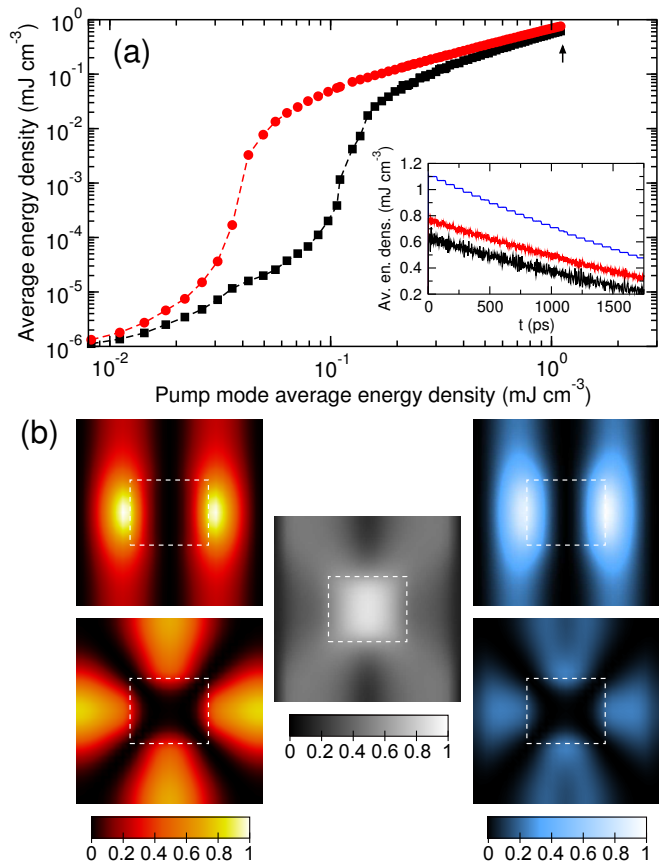 (a)
Average energy density (mJ cm⁻³)
10⁰
10⁻¹
10⁻²
10⁻³
10⁻⁴
10⁻⁵
10⁻⁶
10⁻² 10⁻¹ 10⁰
Pump mode average energy density (mJ cm⁻³)
Av. en. dens. (mJ cm⁻³)
1.2
1
0.8
0.6
0.4
0.2
0 500 1000 1500
t (ps)
(b)
0 0.2 0.4 0.6 0.8 1
0 0.2 0.4 0.6 0.8 1
0 0.2 0.4 0.6 0.8 1